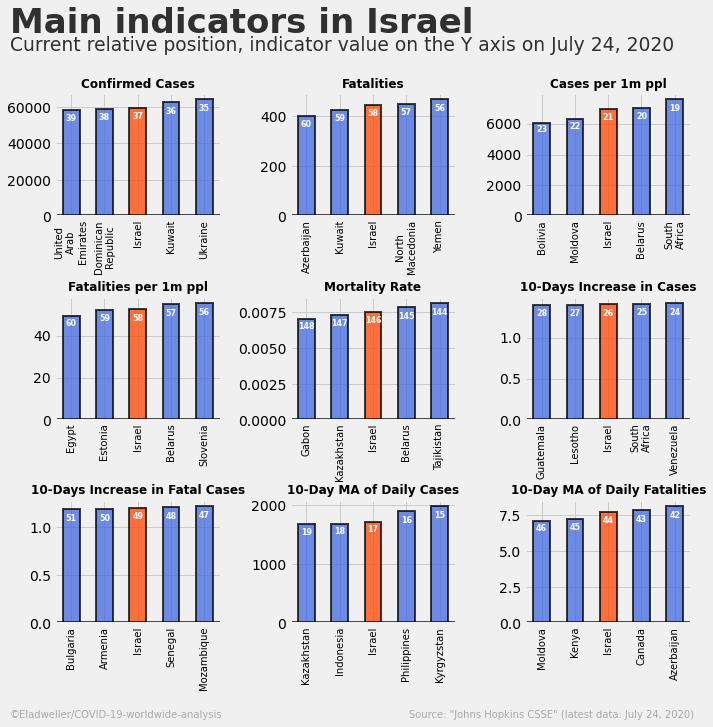 Main indicators in Israel
Current relative position, indicator value on the Y axis on July 24, 2020
Confirmed Cases
60000
40000
20000
0
39
38
37
36
35
United
Arab
Emirates
Dominican
Republic
Israel
Kuwait
Ukraine
Fatalities
400
200
0
60
59
58
57
56
Azerbaijan
Kuwait
Israel
North
Macedonia
Yemen
Cases per 1m ppl
6000
4000
2000
0
23
22
21
20
19
Bolivia
Moldova
Israel
Belarus
South
Africa
Fatalities per 1m ppl
40
20
0
60
59
58
57
56
Egypt
Estonia
Israel
Belarus
Slovenia
Mortality Rate
0.0075
0.0050
0.0025
0.0000
148
147
146
145
144
Gabon
Kazakhstan
Israel
Belarus
Tajikistan
10-Days Increase in Cases
1.0
0.5
0.0
28
27
26
25
24
Guatemala
Lesotho
Israel
South
Africa
Venezuela
10-Days Increase in Fatal Cases
1.0
0.5
0.0
51
50
49
48
47
Bulgaria
Armenia
Israel
Senegal
Mozambique
10-Day MA of Daily Cases
2000
1000
0
19
18
17
16
15
Kazakhstan
Indonesia
Israel
Philippines
Kyrgyzstan
10-Day MA of Daily Fatalities
7.5
5.0
2.5
0.0
46
45
44
43
42
Moldova
Kenya
Israel
Canada
Azerbaijan
©Eladweller/COVID-19-worldwide-analysis
Source: "Johns Hopkins CSSE" (latest data: July 24, 2020)